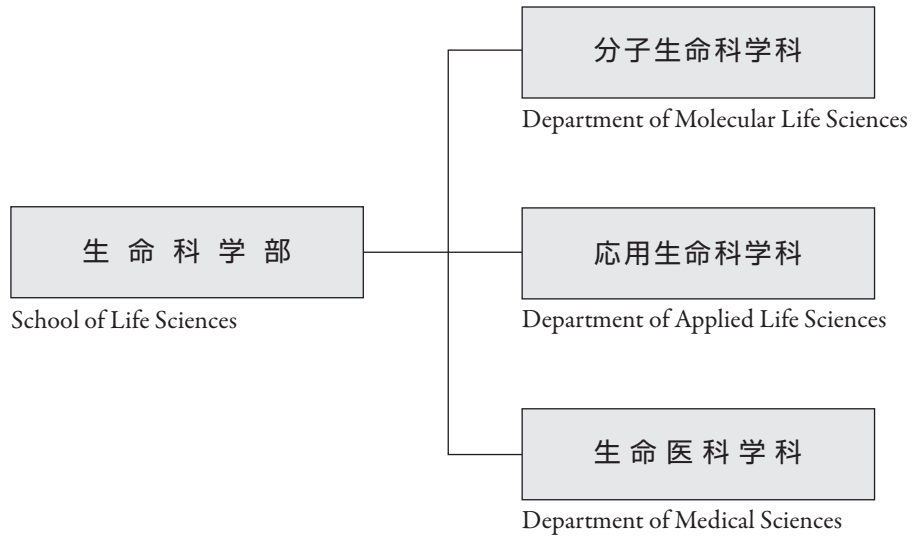 生命科学部
School of Life Sciences
分子生命科学科
Department of Molecular Life Sciences
応用生命科学科
Department of Applied Life Sciences
生命医科学科
Department of Medical Sciences